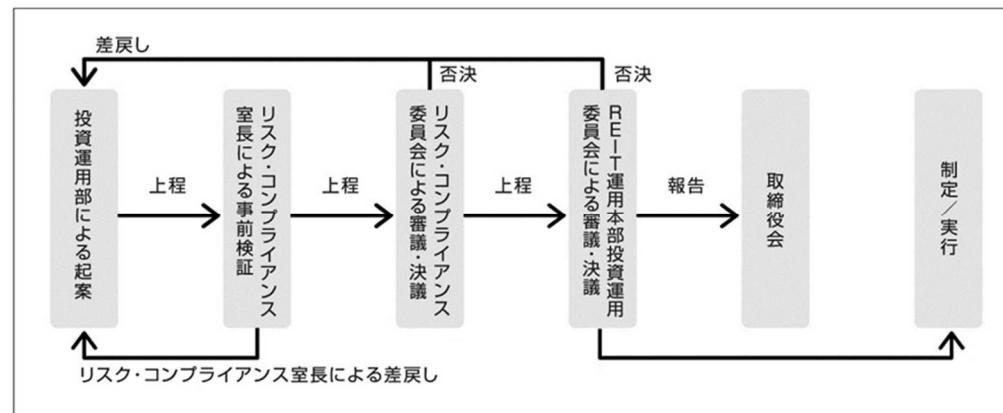 差戻し
否決
否決
投資運用部による起案
上程
リスク・コンプライアンス
室長による事前検証
上程
リスク・コンプライアンス
委員会による審議・決議
上程
REIT運用本部投資運用
委員会による審議・決議
報告
取締役会
制定／実行
リスク・コンプライアンス室長による差戻し